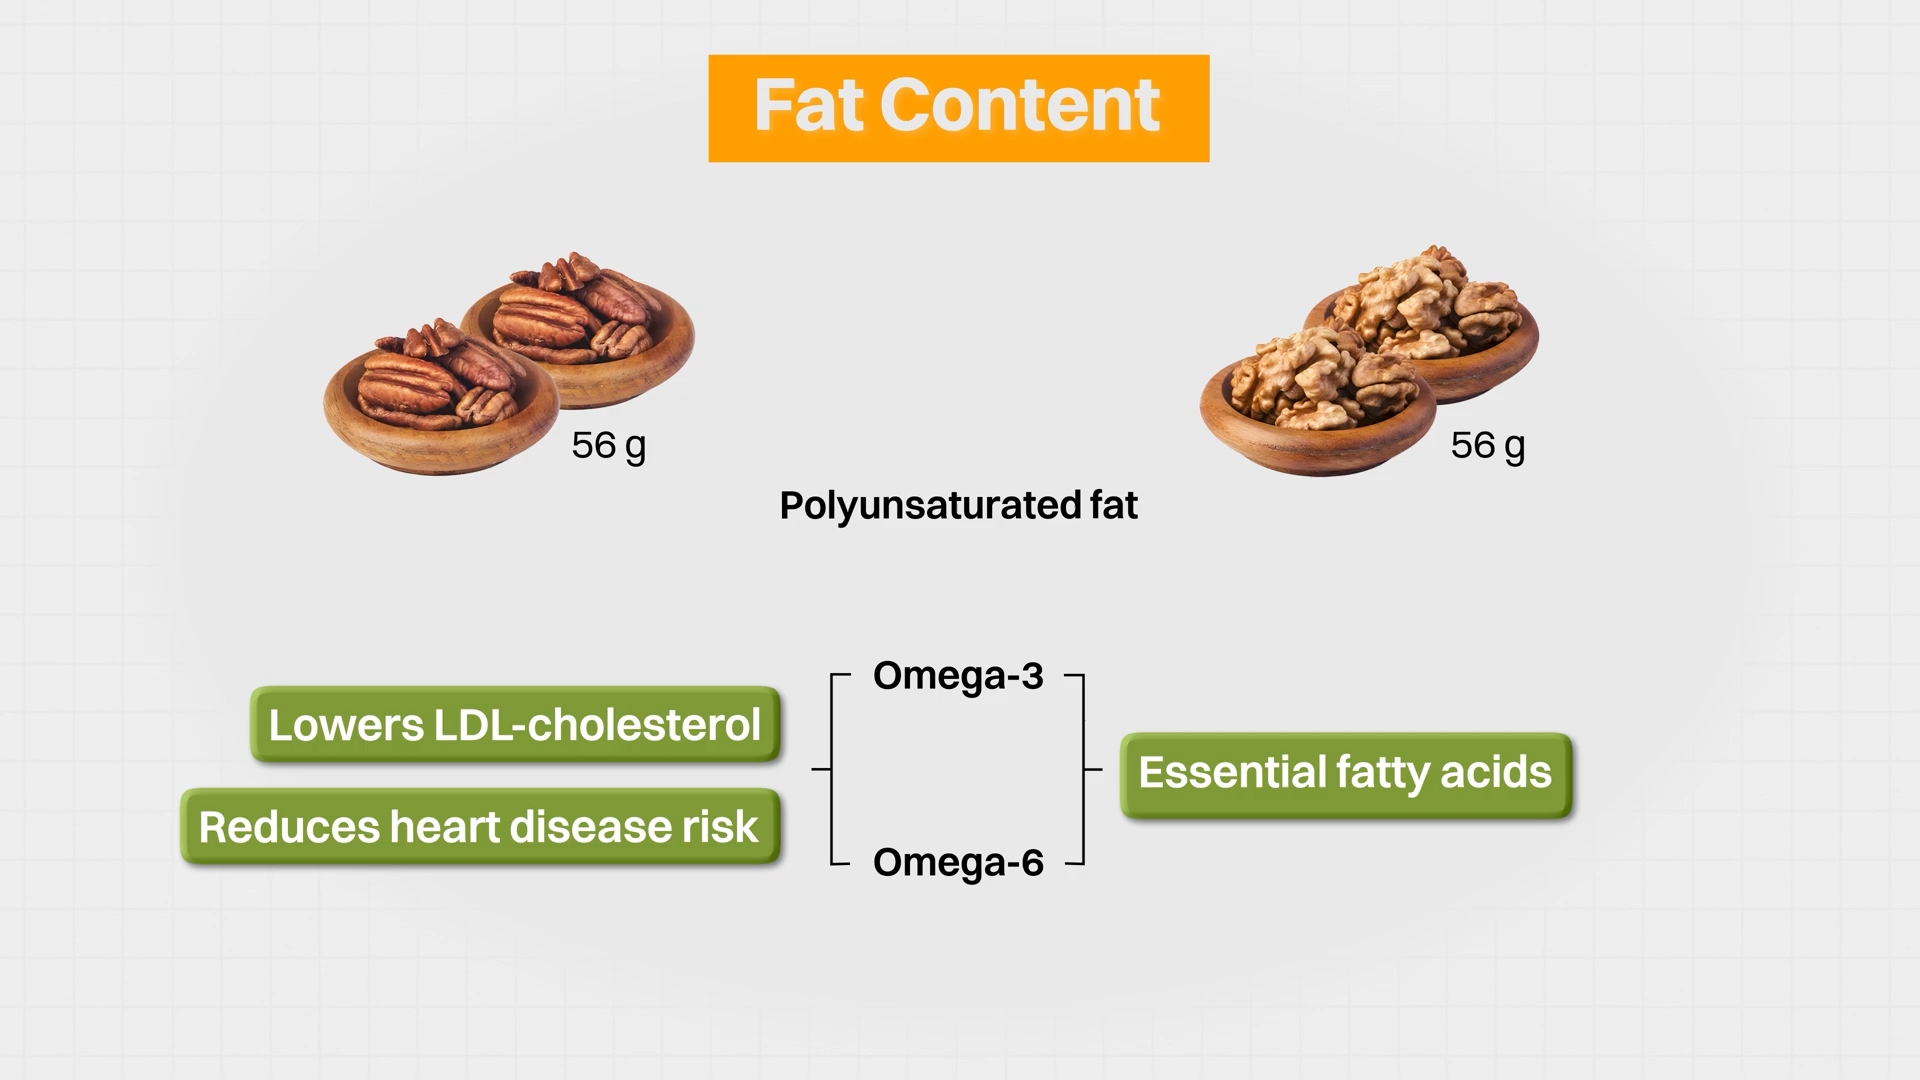 Fat Content
56 g
56 g
Polyunsaturated fat
Omega-3
Lowers LDL-cholesterol
Essential fatty acids
Reduces heart disease risk
Omega-6